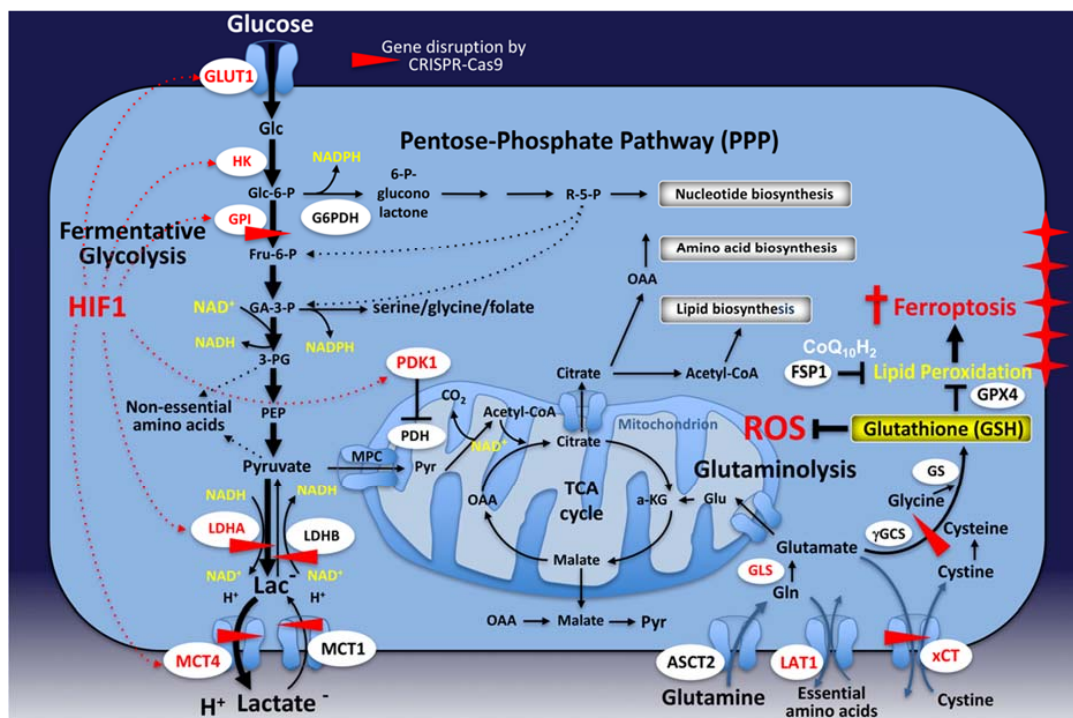 Glucose
Gene disruption by
CRISPR-Cas9
GLUT1
Glc
Pentose-Phosphate Pathway (PPP)
HK
NADPH
6-P-
glucono
lactone
Glc-6-P
R-5-P
Nucleotide biosynthesis
GPI
G6PDH
Fermentative
Glycolysis
Fru-6-P
Amino acid biosynthesis
OAA
HIF1
NAD+
GA-3-P
serine/glycine/folate
Lipid biosynthesis
Ferroptosis
NADH
NADPH
3-PG
PDK1
CoQ10H2
FSP1
Lipid Peroxidation
Citrate
Acetyl-CoA
GPX4
Non-essential
amino acids
PEP
CO2
Acetyl-CoA
PDH
NAD+
Citrate
Mitochondrion
ROS
Glutathione (GSH)
Pyruvate
MPC
Pyr
Glutaminolysis
GS
NADH
NADH
OAA
TCA
cycle
a-KG
Glu
Glycine
LDHA
LDHB
γGCS
Cysteine
Malate
Glutamate
NAD+
Lac-
NAD+
GLS
Cystine
H+
H+
Gln
OAA
Malate
Pyr
MCT4
MCT1
ASCT2
LAT1
xCT
H+ Lactate -
Glutamine
Essential
amino acids
Cystine